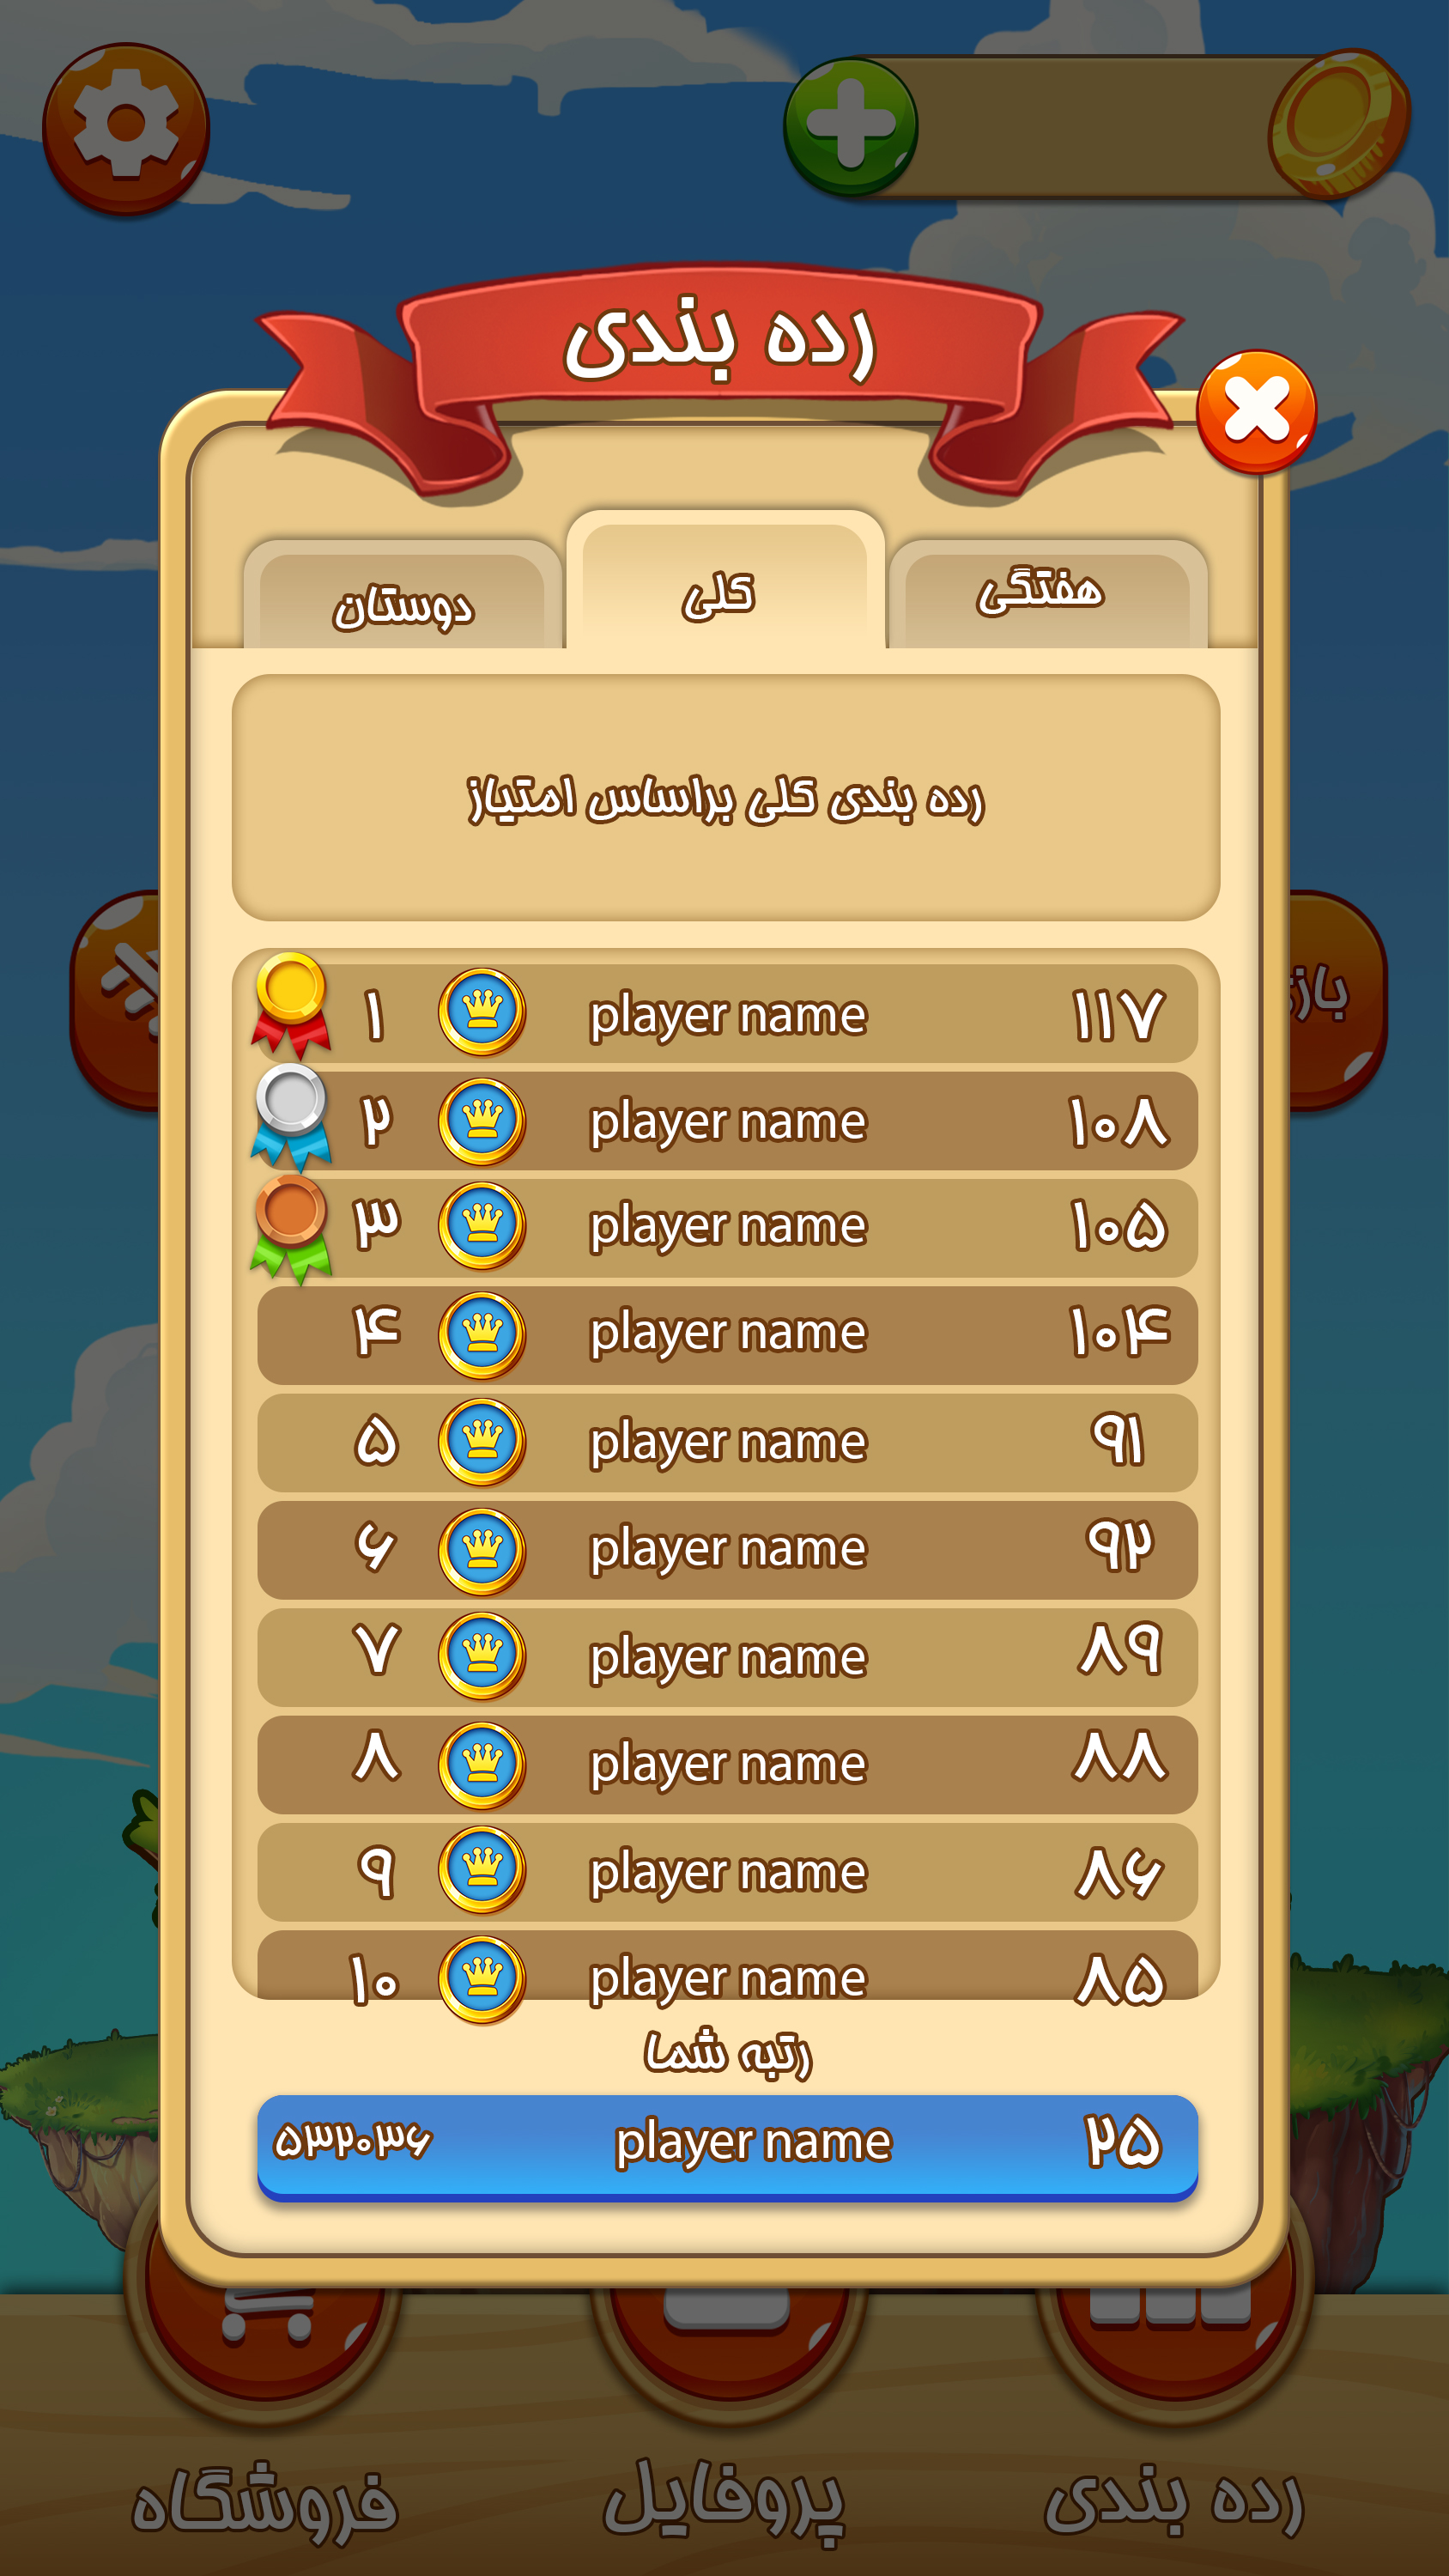 رده بندی
هفتگی
کلی
دوستان
رده بندی کلی براساس امتیاز
۱ player name ۱۱۷
۲ player name ۱۰۸
۳ player name ۱۰۵
۴ player name ۱۰۴
۵ player name ۹۱
۶ player name ۹۲
۷ player name ۸۹
۸ player name ۸۸
۹ player name ۸۶
۱۰ player name ۸۵
رتبه شما
۵۳۲۰۳۶ player name ۲۵
رده بندی
پروفایل
فروشگاه